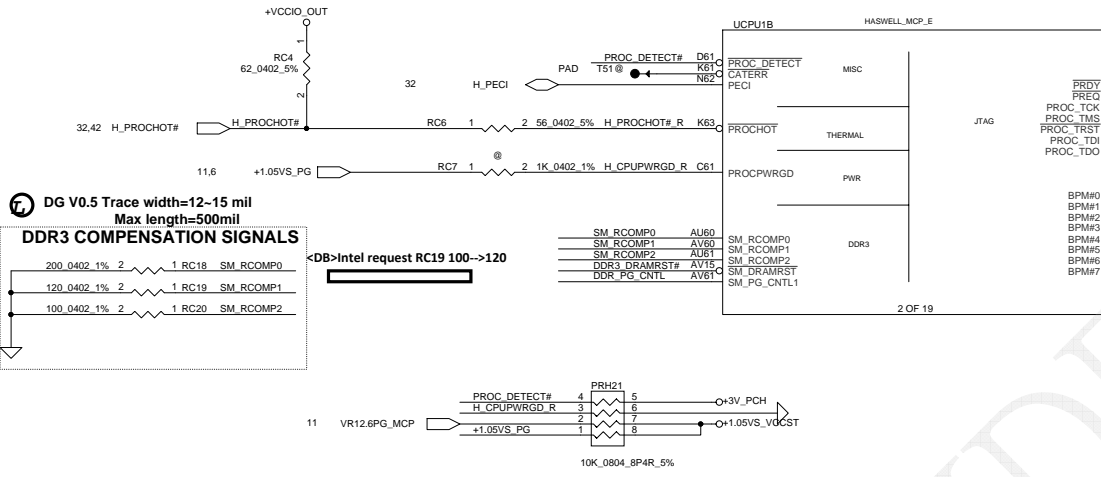 +VCCIO_OUT
UCPU1B
HASWELL_MCP_E
1
RC4
62_0402_5%
2
32
H_PECI
PAD
T51@
PROC_DETECT# D61
K61
N62
PROC_DETECT
CATERR
PECI
MISC
32,42 H_PROCHOT#
H_PROCHOT#
RC6 1 2 56_0402_5% H_PROCHOT#_R K63
PROCHOT
THERMAL
11,6 +1.05VS_PG
RC7 1 @ 2 1K_0402_1% H_CPUPWRGD_R C61
PROCPWRGD
PWR
JTAG
PRDY
PREQ
PROC_TCK
PROC_TMS
PROC_TRST
PROC_TDI
PROC_TDO
BPM#0
BPM#1
BPM#2
BPM#3
BPM#4
BPM#5
BPM#6
BPM#7
DG V0.5 Trace width=12~15 mil
Max length=500mil
DDR3 COMPENSATION SIGNALS
200_0402_1% 2 1 RC18 SM_RCOMP0
120_0402_1% 2 1 RC19 SM_RCOMP1
100_0402_1% 2 1 RC20 SM_RCOMP2
<DB>Intel request RC19 100-->120
SM_RCOMP0 AU60
SM_RCOMP1 AV60
SM_RCOMP2 AU61
DDR3_DRAMRST# AV15
DDR_PG_CNTL AV61
SM_RCOMP0
SM_RCOMP1
SM_RCOMP2
SM_DRAMRST
SM_PG_CNTL1
DDR3
2 OF 19
PRH21
PROC_DETECT# 4 5 +3V_PCH
H_CPUPWRGD_R 3 6
11 VR12.6PG_MCP 2 7 +1.05VS_VCCST
+1.05VS_PG 1 8
10K_0804_8P4R_5%